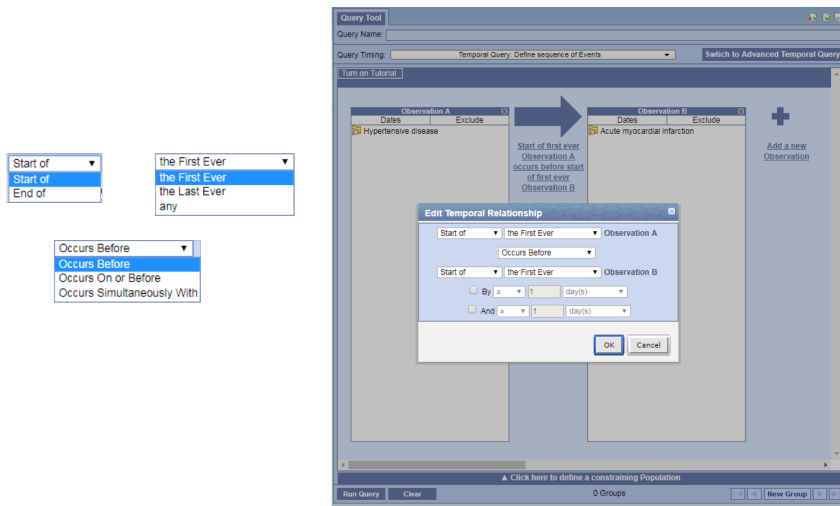 Start of
Start of
End of
the First Ever
the First Ever
the Last Ever
any
Occurs Before
Occurs Before
Occurs On or Before
Occurs Simultaneously With
Query Tool
Query Name:
Query Timing:
Temporal Query: Define sequence of Events
Swtich to Advanced Temporal Query
Turn on Tutorial
Observation A
Dates Exclude
Hypertensive disease
Start of first ever
Observation A
occurs before start
of first ever
Observation B
Observation B
Dates Exclude
Acute myocardial infarction
Add a new
Observation
Edit Temporal Relationship
Start of the First Ever Observation A
Occurs Before
Start of the First Ever Observation B
By ≥ 1 day(s)
And ≥ 1 day(s)
OK Cancel
▲ Click here to define a constraining Population
Run Query Clear 0 Groups New Group